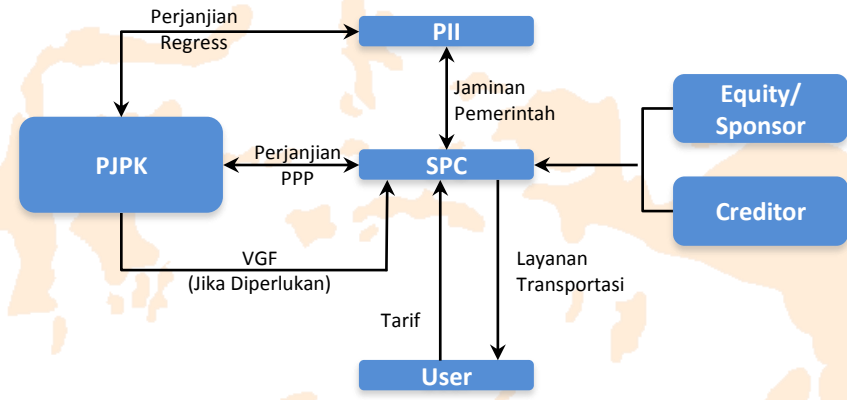 Perjanjian
Regress
PII
Jaminan
Pemerintah
Equity/
Sponsor
PJPK
Perjanjian
PPP
SPC
Creditor
VGF
(Jika Diperlukan)
Layanan
Transportasi
Tarif
User